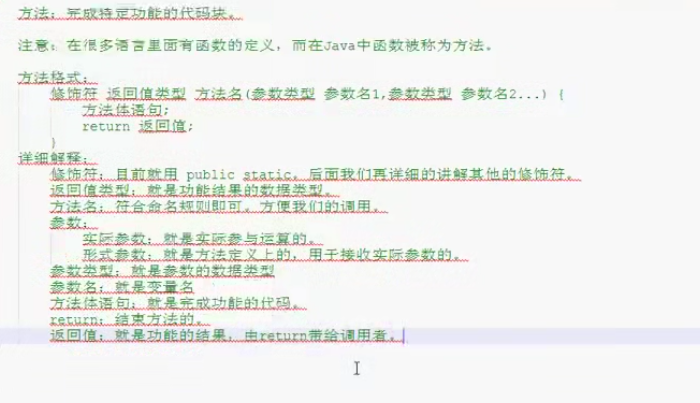 方法：完成特定功能的代码块。
注意：在很多语言里面有函数的定义，而在Java中函数被称为方法。
方法格式：
修饰符 返回值类型 方法名(参数类型 参数名1,参数类型 参数名2...) {
方法体语句;
return 返回值;
}
详细解释：
修饰符：目前就用 public static。后面我们再详细的讲解其他的修饰符。
返回值类型：就是功能结果的数据类型。
方法名：符合命名规则即可。方便我们的调用。
参数：
实际参数：就是实际参与运算的。
形式参数：就是方法定义上的，用于接收实际参数的。
参数类型：就是参数的数据类型
参数名：就是变量名
方法体语句：就是完成功能的代码。
return：结束方法的。
返回值：就是功能的结果，由return带给调用者。